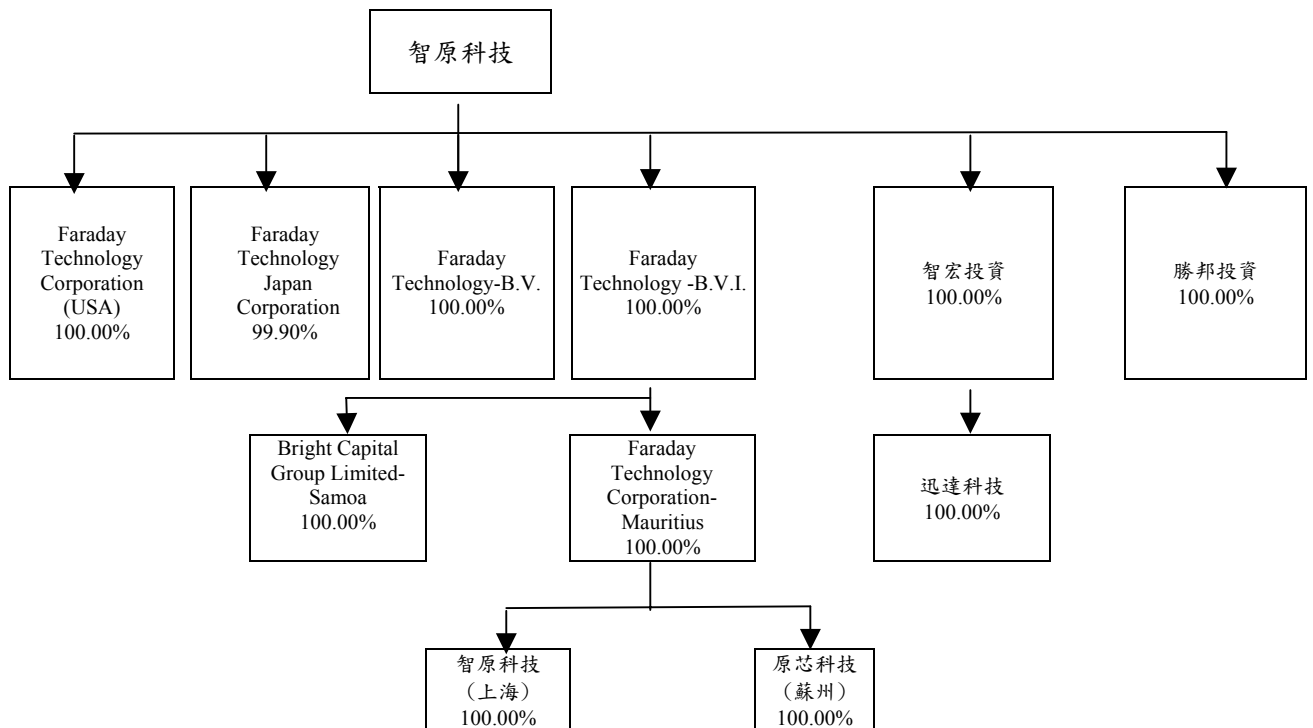 智原科技
Faraday
Technology
Corporation
(USA)
100.00%
Faraday
Technology
Japan
Corporation
99.90%
Faraday
Technology-B.V.
100.00%
Faraday
Technology -B.V.I.
100.00%
智宏投資
100.00%
勝邦投資
100.00%
Bright Capital
Group Limited-
Samoa
100.00%
Faraday
Technology
Corporation-
Mauritius
100.00%
迅達科技
100.00%
智原科技
(上海)
100.00%
原芯科技
(蘇州)
100.00%